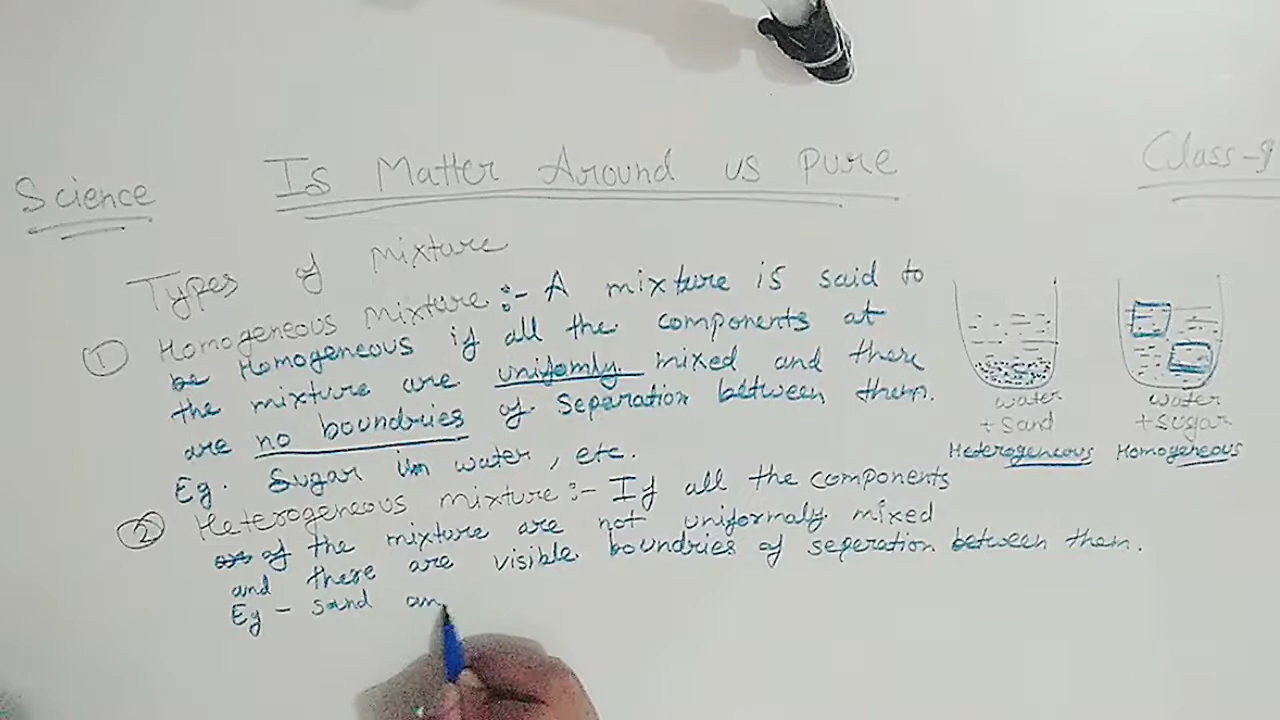 Science
Is Matter Around us pure
Class-9
Types of mixture
① Homogeneous mixture :- A mixture is said to
be Homogeneous if all the components at
the mixture are uniformly mixed and there
are no boundries of separation between them.
Eg. Sugar in water, etc.
② Heterogeneous mixture :- If all the components
of the mixture are not uniformaly mixed
and there are visible boundries of seperation between them.
Eg - sand an
water
+ sand
Heterogeneous
water
+ sugar
Homogeneous